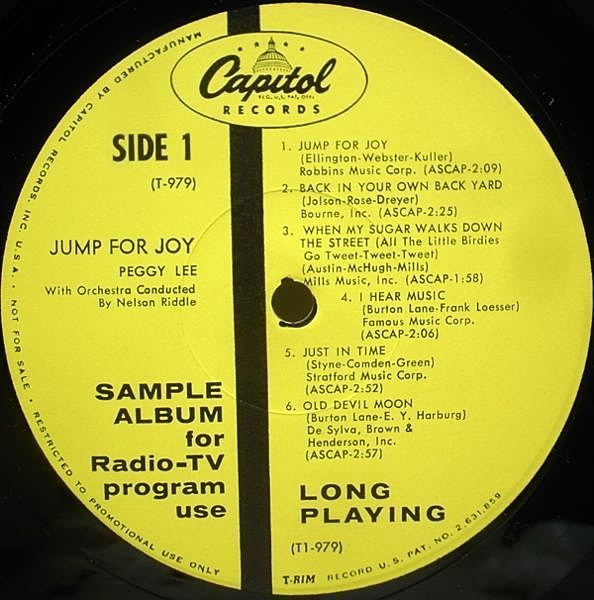 Capitol
REG. U.S. PAT. OFF.
RECORDS
MANUFACTURED BY CAPITOL RECORDS, INC. U.S.A. • NOT FOR SALE • RESTRICTED TO PROMOTIONAL USE ONLY
SIDE 1
(T-979)
JUMP FOR JOY
PEGGY LEE
With Orchestra Conducted
By Nelson Riddle
SAMPLE
ALBUM
for
Radio-TV
program
use
1. JUMP FOR JOY
(Ellington-Webster-Kuller)
Robbins Music Corp. (ASCAP-2:09)
2. BACK IN YOUR OWN BACK YARD
(Jolson-Rose-Dreyer)
Bourne, Inc. (ASCAP-2:25)
3. WHEN MY SUGAR WALKS DOWN
THE STREET (All The Little Birdies
Go Tweet-Tweet-Tweet)
(Austin-McHugh-Mills)
Mills Music, Inc. (ASCAP-1:58)
4. I HEAR MUSIC
(Burton Lane-Frank Loesser)
Famous Music Corp.
(ASCAP-2:06)
5. JUST IN TIME
(Styne-Comden-Green)
Stratford Music Corp.
(ASCAP-2:52)
6. OLD DEVIL MOON
(Burton Lane-E. Y. Harburg)
De Sylva, Brown &
Henderson, Inc.
(ASCAP-2:57)
LONG
PLAYING
(T1-979)
T-RIM RECORD U.S. PAT. NO. 2,631,859